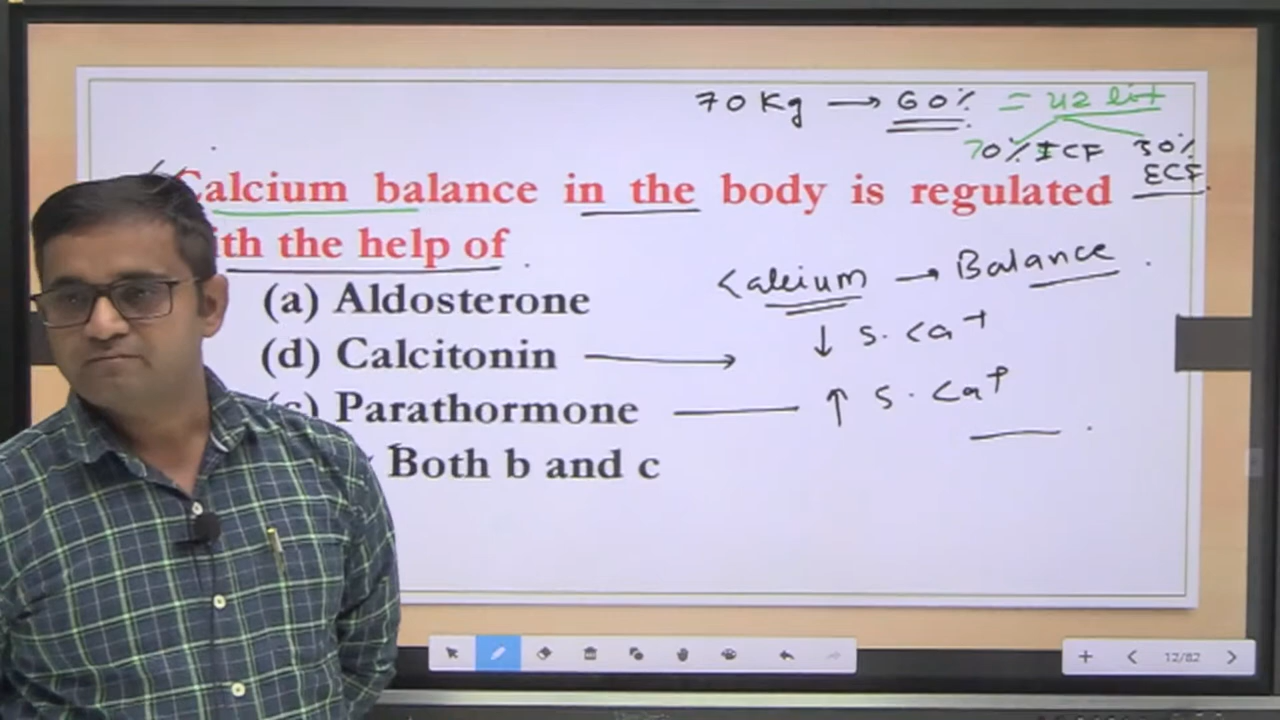 70 Kg → 60% = 42 lit
70% ICF 30% ECF
Calcium balance in the body is regulated
ith the help of
(a) Aldosterone
(d) Calcitonin
(c) Parathormone
Both b and c
Calcium → Balance
↓ S. Ca+
↑ S. Ca+
12/82